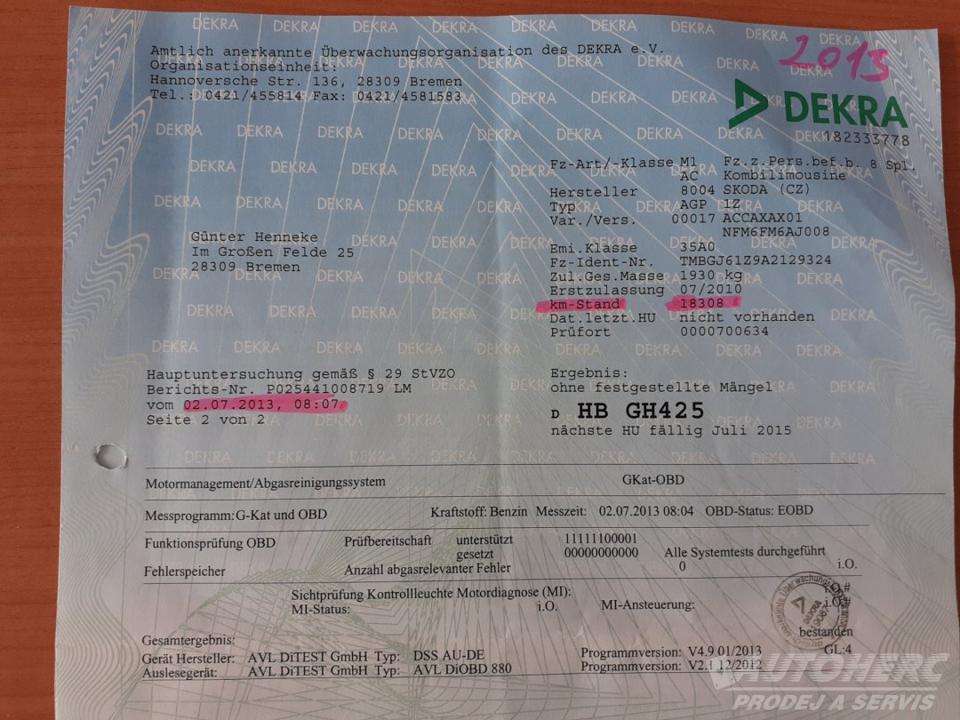 Amtlich anerkannte Überwachungsorganisation des DEKRA e.V.
Organisationseinheit:
Hannoversche Str. 136, 28309 Bremen
Tel.: 0421/455814 Fax: 0421/4581583
2013
DEKRA
182333778
Fz-Art/-Klasse M1 Fz.z.Pers.bef.b. 8 Spl.
AC Kombilimousine
Hersteller 8004 SKODA (CZ)
Typ AGP 1Z
Var./Vers. 00017 ACCAXAX01
NFM6FM6AJ008
Emi.Klasse 35A0
Fz-Ident-Nr. TMBGJ61Z9A2129324
Zul.Ges.Masse 1930 kg
Erstzulassung 07/2010
km-Stand 18308
Dat.letzt.HU nicht vorhanden
Prüfort 0000700634
Günter Henneke
Im Großen Felde 25
28309 Bremen
Hauptuntersuchung gemäß § 29 StVZO
Berichts-Nr. P025441008719 LM
vom 02.07.2013, 08:07
Seite 2 von 2
Ergebnis:
ohne festgestellte Mängel
D HB GH425
nächste HU fällig Juli 2015
Motormanagement/Abgasreinigungssystem GKat-OBD
Messprogramm: G-Kat und OBD Kraftstoff: Benzin Messzeit: 02.07.2013 08:04 OBD-Status: EOBD
Funktionsprüfung OBD Prüfbereitschaft unterstützt 11111100001
gesetzt 00000000000 Alle Systemtests durchgeführt
Fehlerspeicher Anzahl abgasrelevanter Fehler 0 i.O.
Sichtprüfung Kontrollleuchte Motordiagnose (MI): i.O.#
MI-Status: i.O. MI-Ansteuerung: i.O.#
Gesamtergebnis: bestanden
Gerät Hersteller: AVL DiTEST GmbH Typ: DSS AU-DE Programmversion: V4.9 01/2013 GL:4
Auslesegerät: AVL DiTEST GmbH Typ: AVL DiOBD 880 Programmversion: V2.1 12/2012
AUTOHERC
PRODEJ A SERVIS